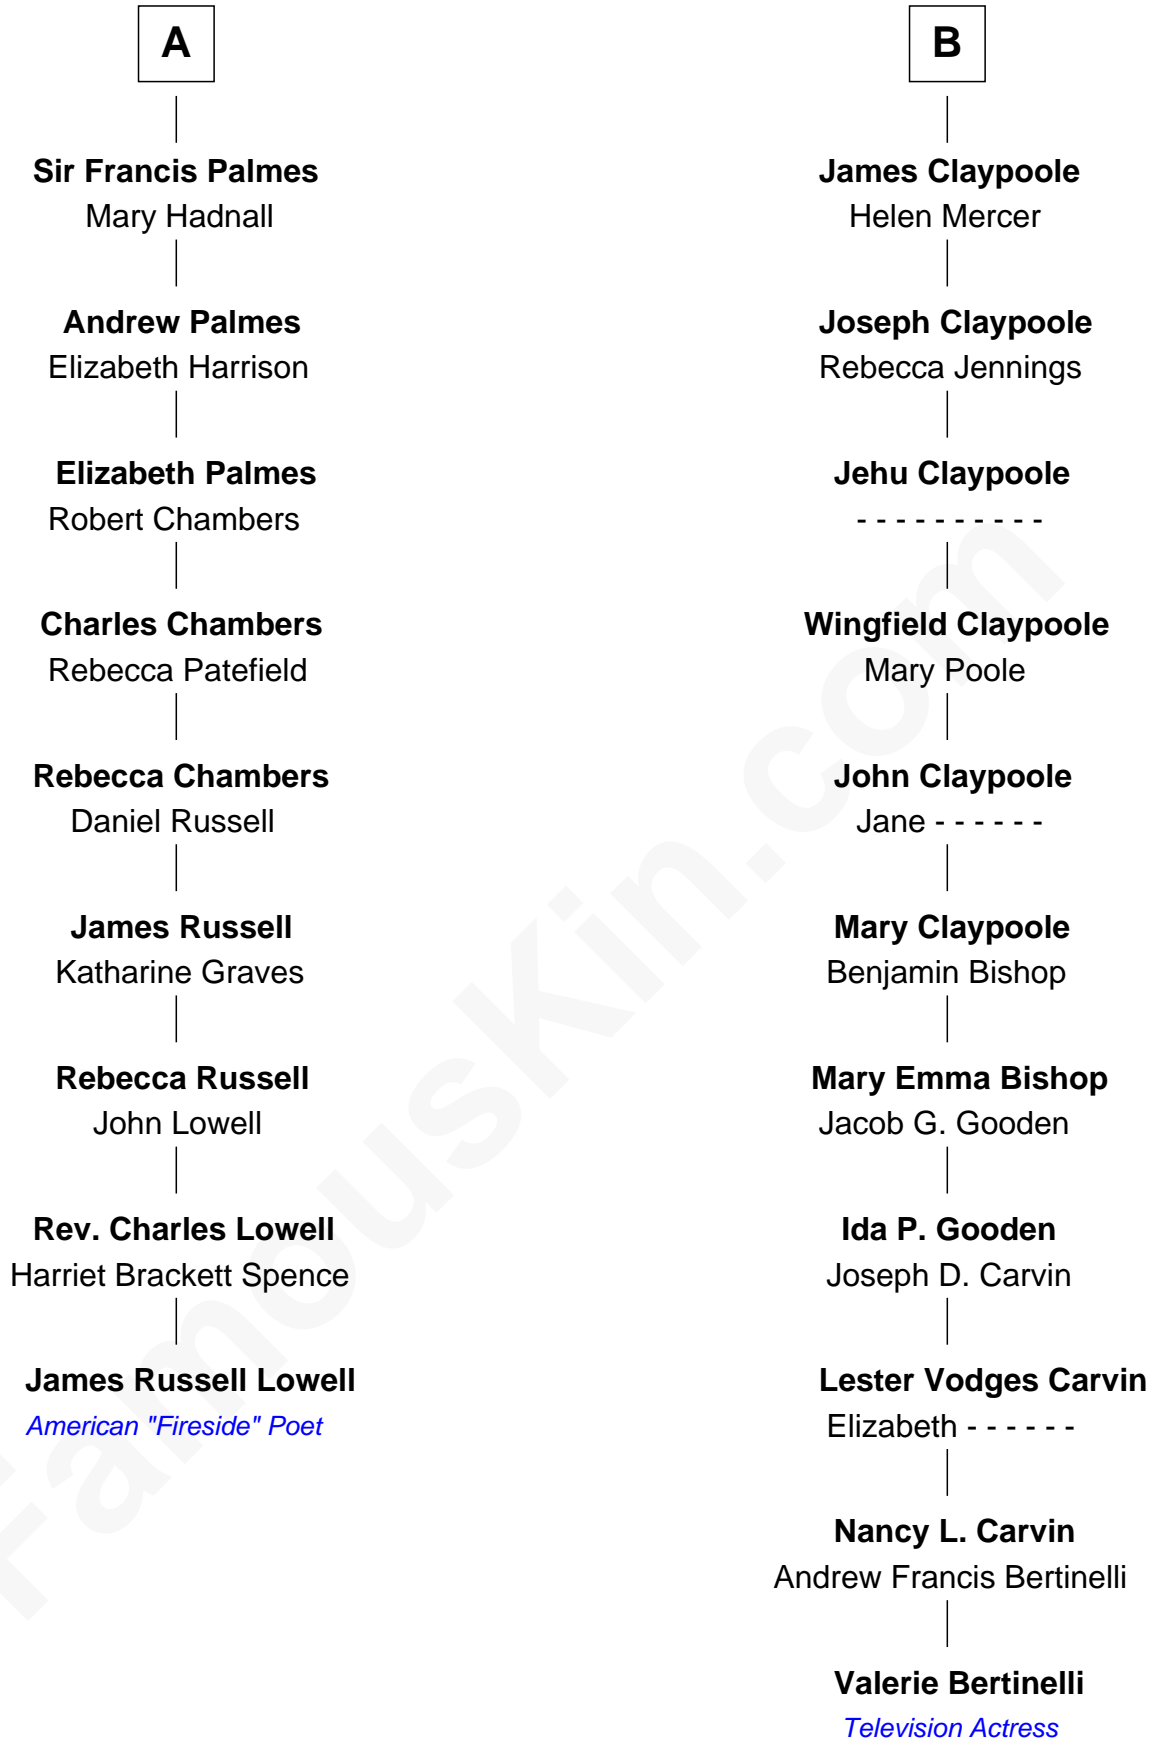 A
Sir Francis Palmes
Mary Hadnall
Andrew Palmes
Elizabeth Harrison
Elizabeth Palmes
Robert Chambers
Charles Chambers
Rebecca Patefield
Rebecca Chambers
Daniel Russell
James Russell
Katharine Graves
Rebecca Russell
John Lowell
Rev. Charles Lowell
Harriet Brackett Spence
James Russell Lowell
American "Fireside" Poet
B
James Claypoole
Helen Mercer
Joseph Claypoole
Rebecca Jennings
Jehu Claypoole
- - - - - - - - - -
Wingfield Claypoole
Mary Poole
John Claypoole
Jane - - - - - -
Mary Claypoole
Benjamin Bishop
Mary Emma Bishop
Jacob G. Gooden
Ida P. Gooden
Joseph D. Carvin
Lester Vodges Carvin
Elizabeth - - - - - -
Nancy L. Carvin
Andrew Francis Bertinelli
Valerie Bertinelli
Television Actress
FamousKin.com